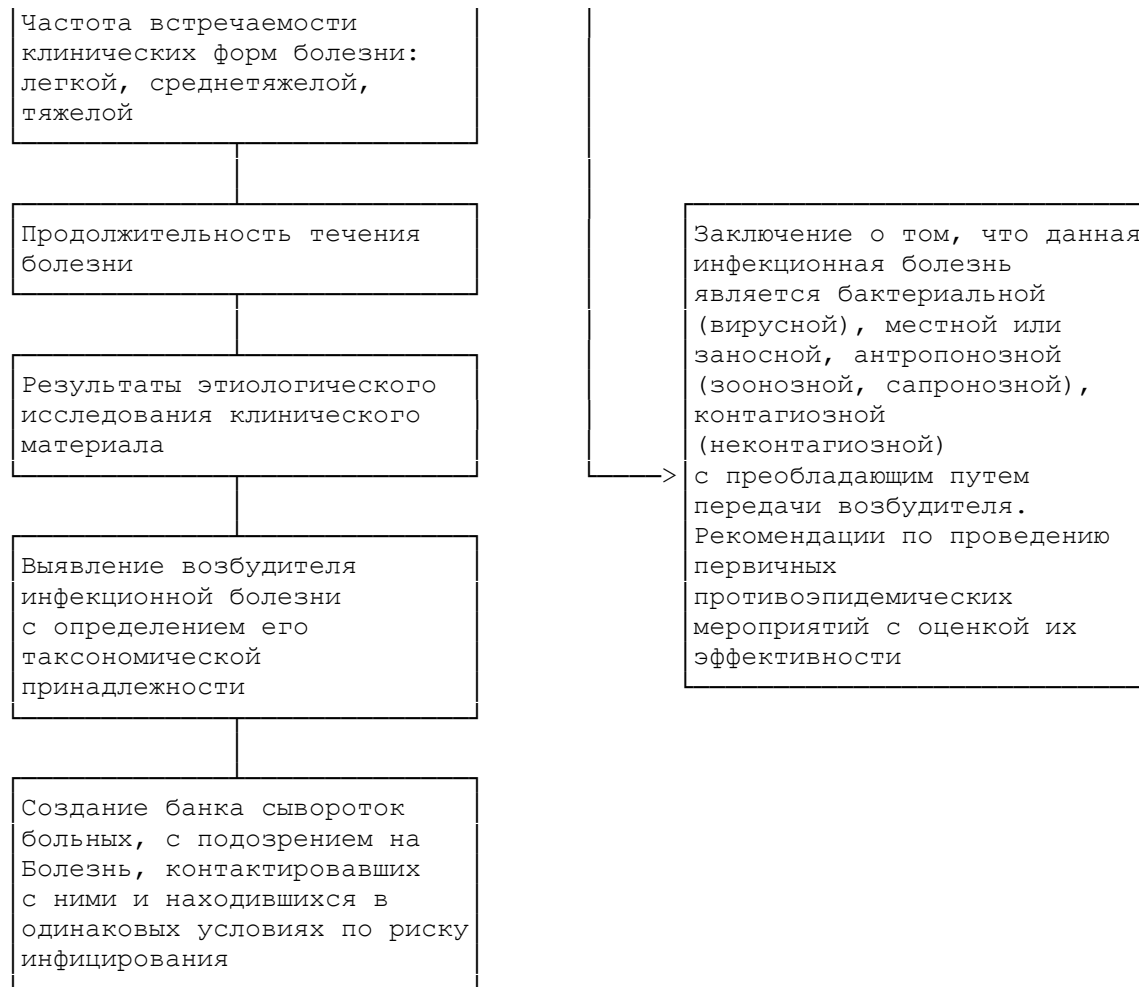 Частота встречаемости
клинических форм болезни:
легкой, среднетяжелой,
тяжелой
Продолжительность течения
болезни
Результаты этиологического
исследования клинического
материала
Выявление возбудителя
инфекционной болезни
с определением его
таксономической
принадлежности
Создание банка сывороток
больных, с подозрением на
Болезнь, контактировавших
с ними и находившихся в
одинаковых условиях по риску
инфицирования
Заключение о том, что данная
инфекционная болезнь
является бактериальной
(вирусной), местной или
заносной, антропонозной
(зоонозной, сапронозной),
контагиозной
(неконтагиозной)
с преобладающим путем
передачи возбудителя.
Рекомендации по проведению
первичных
противоэпидемических
мероприятий с оценкой их
эффективности